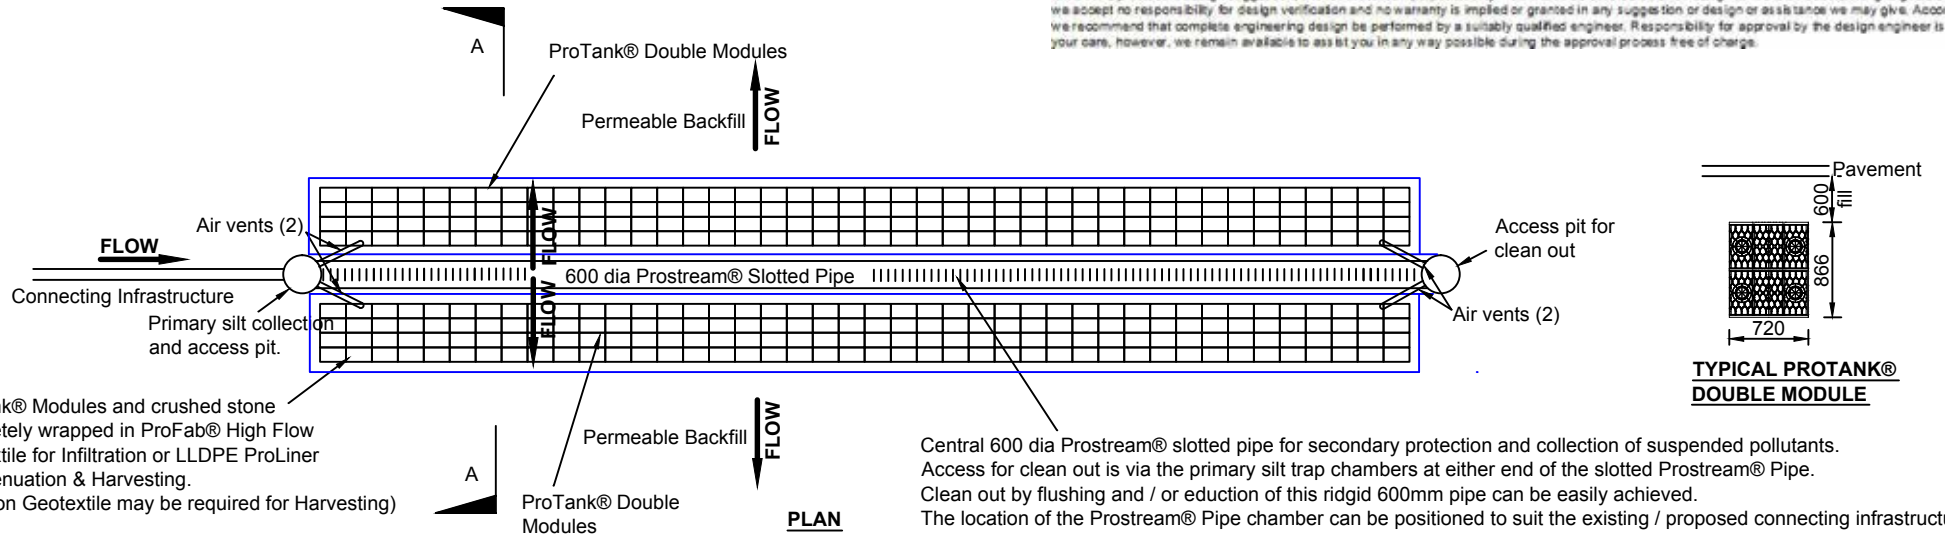 we accept no responsibility for design verification and no warranty is implied or granted in any suggestion or design or assistance we may give.
we recommend that complete engineering design be performed by a suitably qualified engineer. Responsibility for approval by the design engineer is
your care, however, we remain available to assist you in any way possible during the approval process free of charge.
A
ProTank® Double Modules
Permeable Backfill
FLOW
Pavement
600
fill
Air vents (2)
FLOW
FLOW
Access pit for
clean out
600 dia Prostream® Slotted Pipe
866
Connecting Infrastructure
Primary silt collection
and access pit.
FLOW
Air vents (2)
720
TYPICAL PROTANK®
DOUBLE MODULE
® Modules and crushed stone
wrapped in ProFab® High Flow
for Infiltration or LLDPE ProLiner
& Harvesting.
Geotextile may be required for Harvesting)
A
Permeable Backfill
FLOW
ProTank® Double
Modules
PLAN
Central 600 dia Prostream® slotted pipe for secondary protection and collection of suspended pollutants.
Access for clean out is via the primary silt trap chambers at either end of the slotted Prostream® Pipe.
Clean out by flushing and / or eduction of this ridgid 600mm pipe can be easily achieved.
The location of the Prostream® Pipe chamber can be positioned to suit the existing / proposed connecting